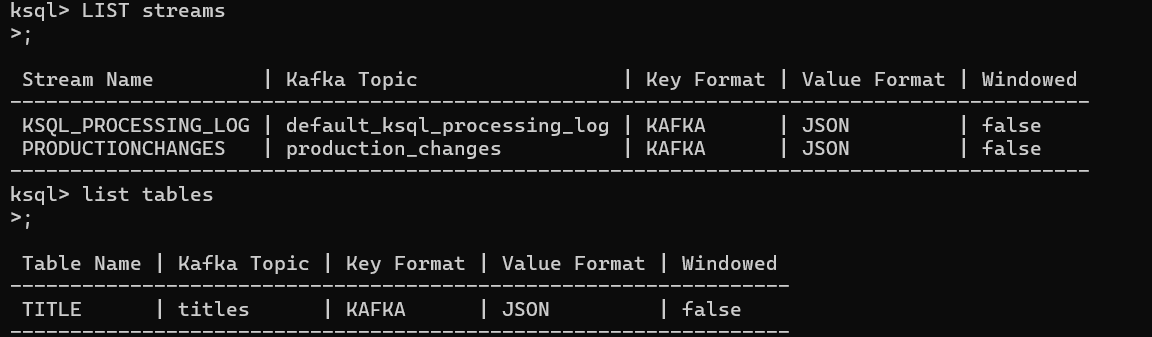 ksql> LIST streams
>;
Stream Name | Kafka Topic | Key Format | Value Format | Windowed
------------------------------------------------------------------------------------------
KSQL_PROCESSING_LOG | default_ksql_processing_log | KAFKA | JSON | false
PRODUCTIONCHANGES | production_changes | KAFKA | JSON | false
------------------------------------------------------------------------------------------
ksql> list tables
>;
Table Name | Kafka Topic | Key Format | Value Format | Windowed
-----------------------------------------------------------------
TITLE | titles | KAFKA | JSON | false
-----------------------------------------------------------------